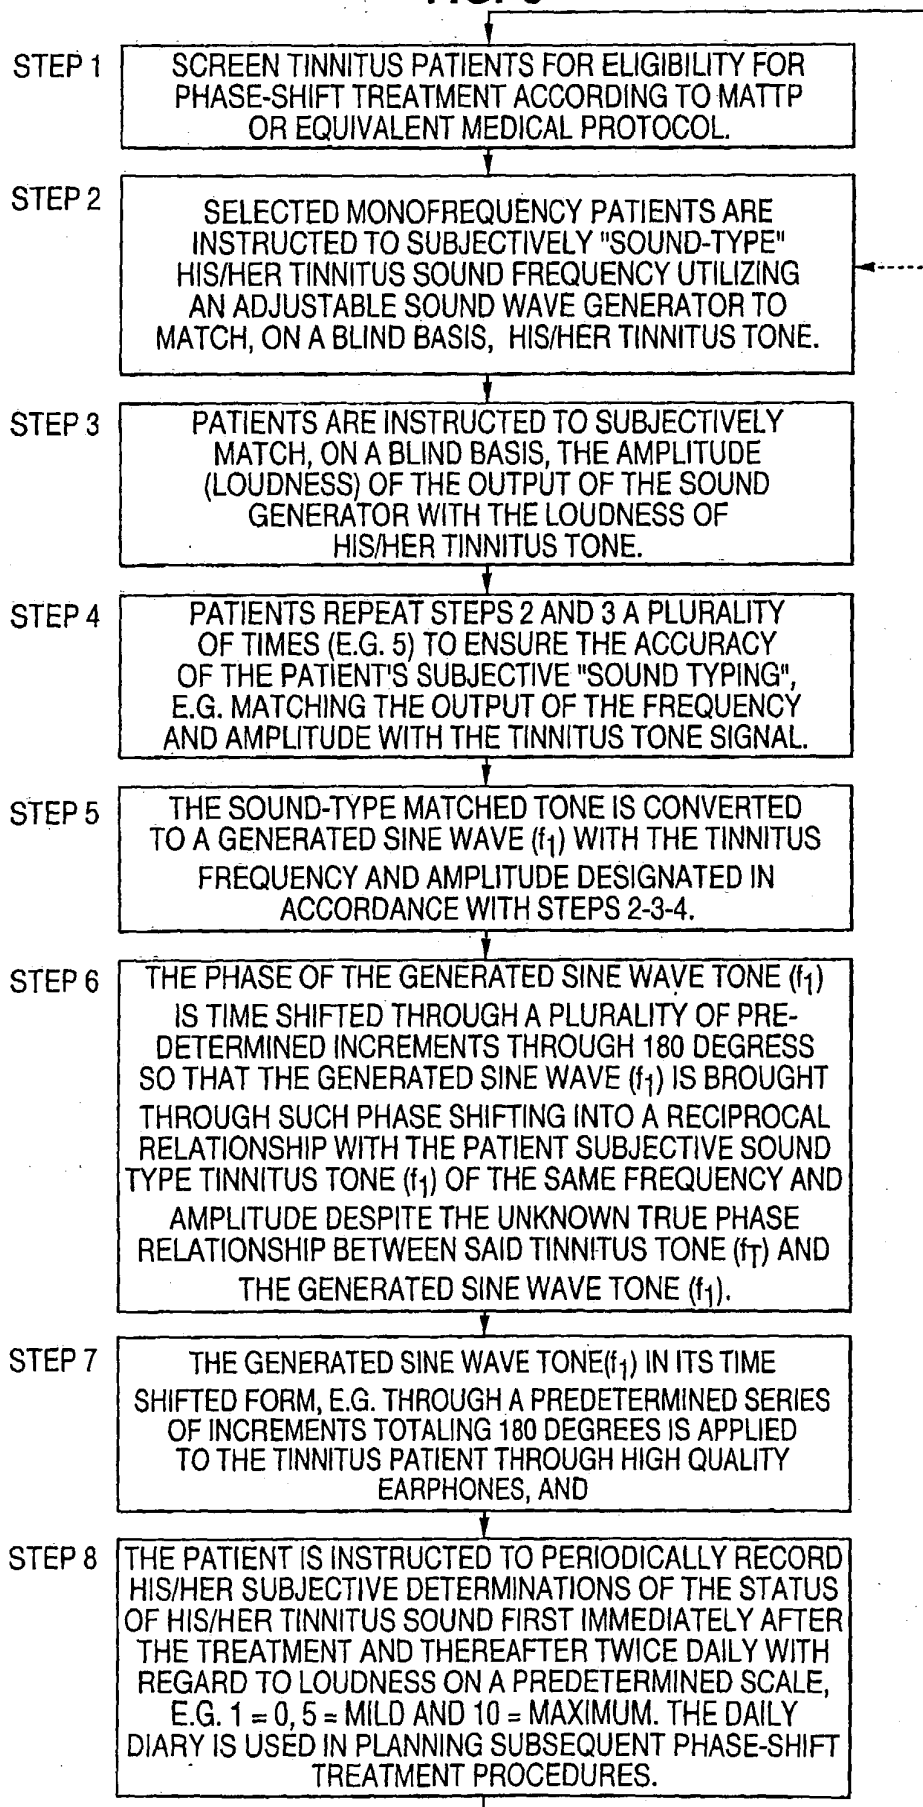 STEP 1
SCREEN TINNITUS PATIENTS FOR ELIGIBILITY FOR
PHASE-SHIFT TREATMENT ACCORDING TO MATTP
OR EQUIVALENT MEDICAL PROTOCOL.
STEP 2
SELECTED MONOFREQUENCY PATIENTS ARE
INSTRUCTED TO SUBJECTIVELY "SOUND-TYPE"
HIS/HER TINNITUS SOUND FREQUENCY UTILIZING
AN ADJUSTABLE SOUND WAVE GENERATOR TO
MATCH, ON A BLIND BASIS, HIS/HER TINNITUS TONE.
STEP 3
PATIENTS ARE INSTRUCTED TO SUBJECTIVELY
MATCH, ON A BLIND BASIS, THE AMPLITUDE
(LOUDNESS) OF THE OUTPUT OF THE SOUND
GENERATOR WITH THE LOUDNESS OF
HIS/HER TINNITUS TONE.
STEP 4
PATIENTS REPEAT STEPS 2 AND 3 A PLURALITY
OF TIMES (E.G. 5) TO ENSURE THE ACCURACY
OF THE PATIENT'S SUBJECTIVE "SOUND TYPING",
E.G. MATCHING THE OUTPUT OF THE FREQUENCY
AND AMPLITUDE WITH THE TINNITUS TONE SIGNAL.
STEP 5
THE SOUND-TYPE MATCHED TONE IS CONVERTED
TO A GENERATED SINE WAVE (f1) WITH THE TINNITUS
FREQUENCY AND AMPLITUDE DESIGNATED IN
ACCORDANCE WITH STEPS 2-3-4.
STEP 6
THE PHASE OF THE GENERATED SINE WAVE TONE (f1)
IS TIME SHIFTED THROUGH A PLURALITY OF PRE-
DETERMINED INCREMENTS THROUGH 180 DEGRESS
SO THAT THE GENERATED SINE WAVE (f1) IS BROUGHT
THROUGH SUCH PHASE SHIFTING INTO A RECIPROCAL
RELATIONSHIP WITH THE PATIENT SUBJECTIVE SOUND
TYPE TINNITUS TONE (f1) OF THE SAME FREQUENCY AND
AMPLITUDE DESPITE THE UNKNOWN TRUE PHASE
RELATIONSHIP BETWEEN SAID TINNITUS TONE (fT) AND
THE GENERATED SINE WAVE TONE (f1).
STEP 7
THE GENERATED SINE WAVE TONE(f1) IN ITS TIME
SHIFTED FORM, E.G. THROUGH A PREDETERMINED SERIES
OF INCREMENTS TOTALING 180 DEGREES IS APPLIED
TO THE TINNITUS PATIENT THROUGH HIGH QUALITY
EARPHONES, AND
STEP 8
THE PATIENT IS INSTRUCTED TO PERIODICALLY RECORD
HIS/HER SUBJECTIVE DETERMINATIONS OF THE STATUS
OF HIS/HER TINNITUS SOUND FIRST IMMEDIATELY AFTER
THE TREATMENT AND THEREAFTER TWICE DAILY WITH
REGARD TO LOUDNESS ON A PREDETERMINED SCALE,
E.G. 1 = 0, 5 = MILD AND 10 = MAXIMUM. THE DAILY
DIARY IS USED IN PLANNING SUBSEQUENT PHASE-SHIFT
TREATMENT PROCEDURES.